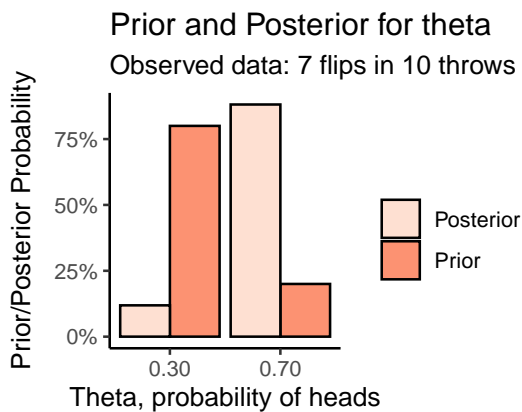 Prior and Posterior for theta
Observed data: 7 flips in 10 throws
Prior/Posterior Probability
75%
50%
25%
0%
0.30 0.70
Theta, probability of heads
Posterior
Prior